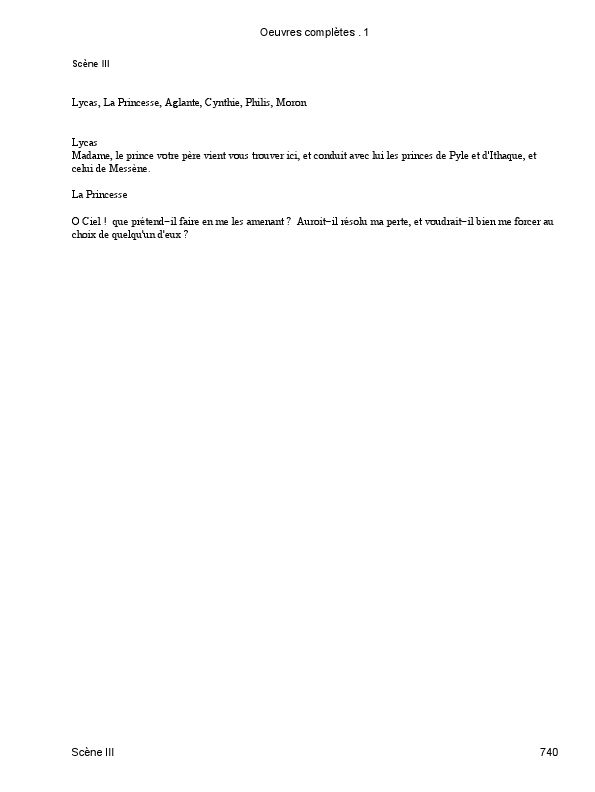 Oeuvres complètes . 1
Scène III
Lycas, La Princesse, Aglante, Cynthie, Philis, Moron
Lycas
Madame, le prince votre père vient vous trouver ici, et conduit avec lui les princes de Pyle et d'Ithaque, et
celui de Messène.
La Princesse
O Ciel ! que prétend−il faire en me les amenant ? Auroit−il résolu ma perte, et voudrait−il bien me forcer au
choix de quelqu'un d'eux ?
Scène III
740